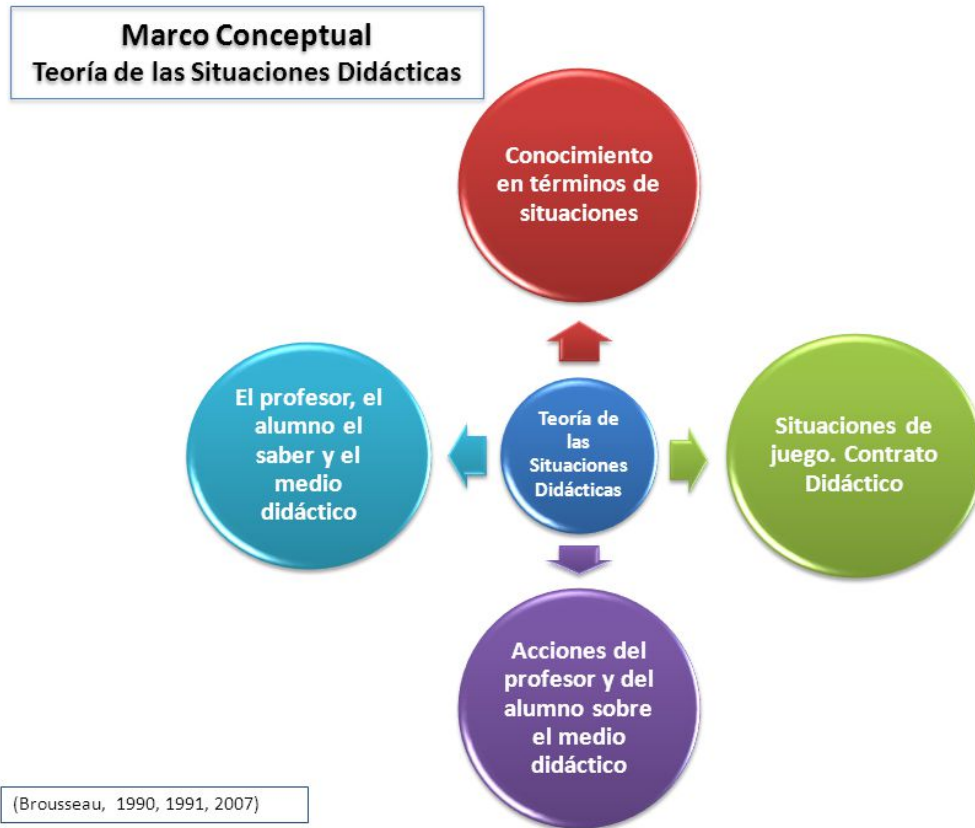 Marco Conceptual
Teoría de las Situaciones Didácticas
Conocimiento
en términos de
situaciones
El profesor, el
alumno el
saber y el
medio
didáctico
Teoría de
las
Situaciones
Didácticas
Situaciones de
juego. Contrato
Didáctico
Acciones del
profesor y del
alumno sobre
el medio
didáctico
(Brousseau, 1990, 1991, 2007)